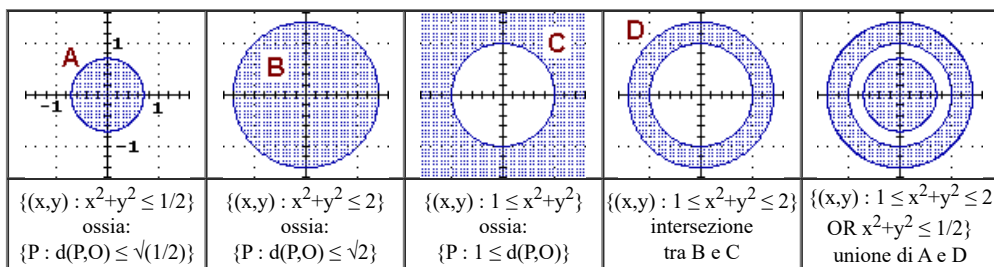 A
1
-1
1
-1
B
C
D
{(x,y) : x²+y² ≤ 1/2}
ossia:
{P : d(P,O) ≤ √(1/2)}
{(x,y) : x²+y² ≤ 2}
ossia:
{P : d(P,O) ≤ √2}
{(x,y) : 1 ≤ x²+y²}
ossia:
{P : 1 ≤ d(P,O)}
{(x,y) : 1 ≤ x²+y² ≤ 2}
intersezione
tra B e C
{(x,y) : 1 ≤ x²+y² ≤ 2
OR x²+y² ≤ 1/2}
unione di A e D